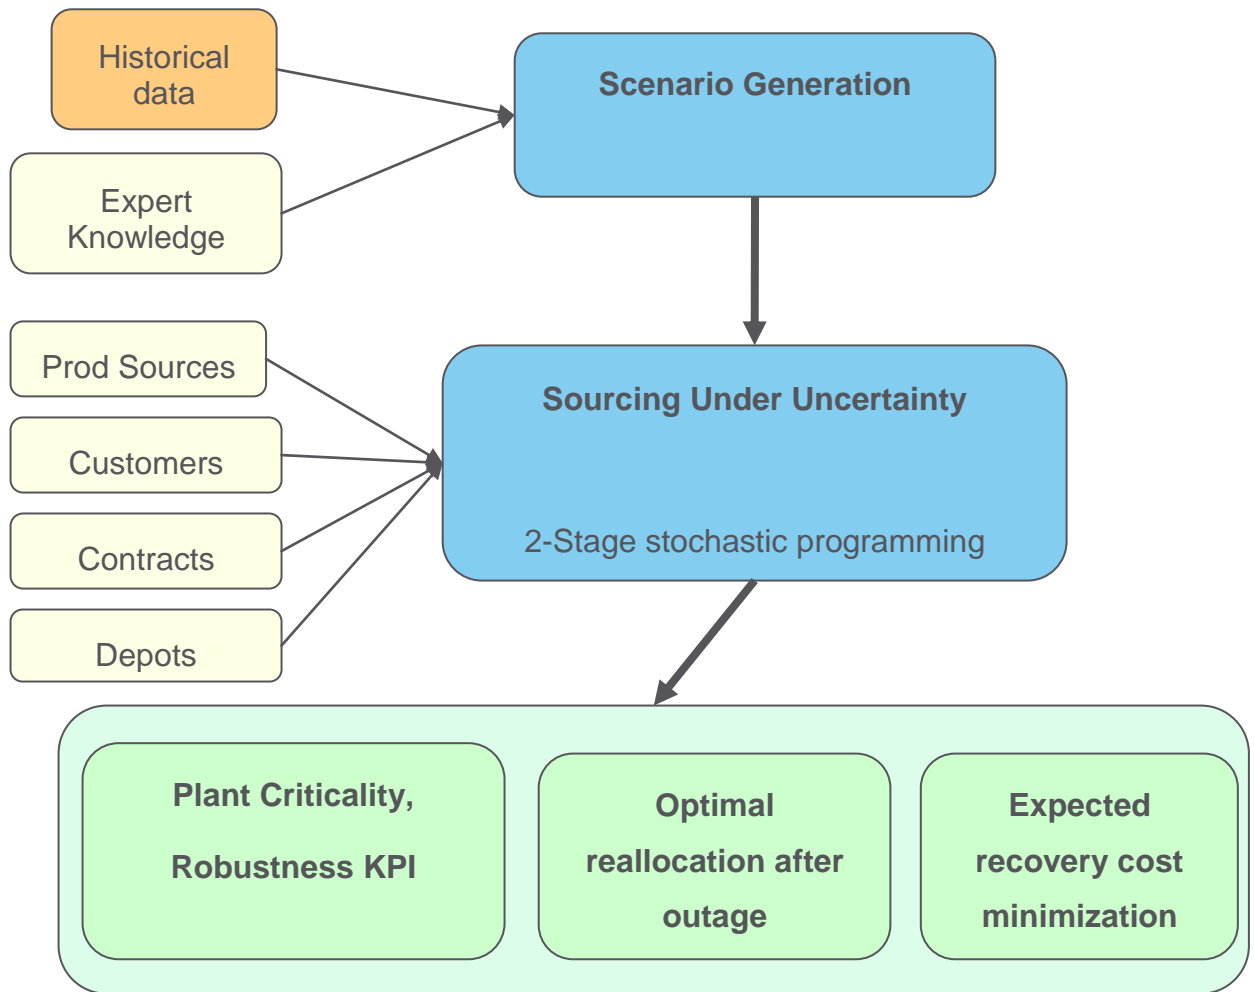 Historical
data
Scenario Generation
Expert
Knowledge
Prod Sources
Customers
Contracts
Depots
Sourcing Under Uncertainty
2-Stage stochastic programming
Plant Criticality,
Robustness KPI
Optimal
reallocation after
outage
Expected
recovery cost
minimization